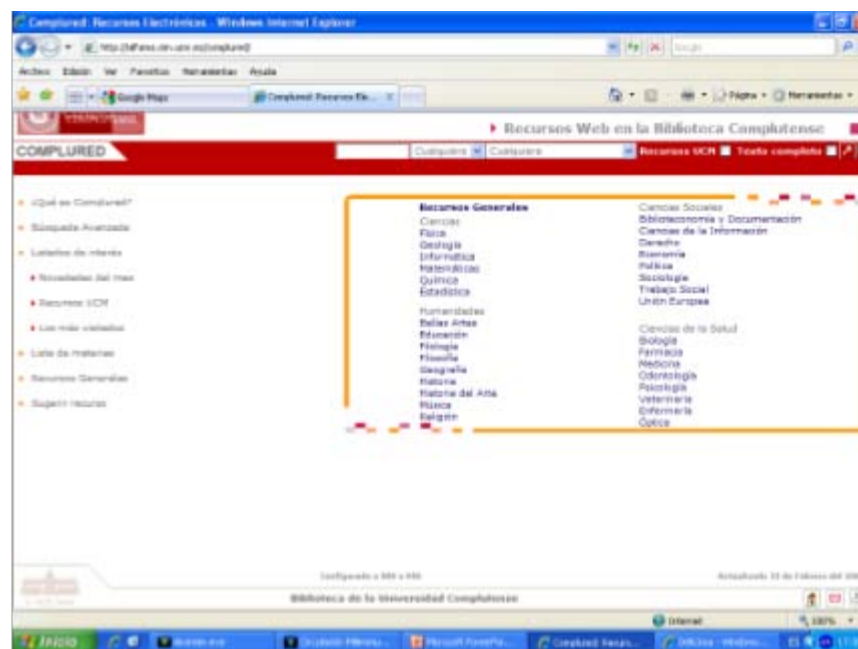 Complured: Recursos Electrónicos - Windows Internet Explorer
Archivo Edición Ver Favoritos Herramientas Ayuda
Google Maps
Complured: Recursos Ele...
Página
Herramientas
Recursos Web en la Biblioteca Complutense
COMPLURED
Cualquiera
Cualquiera
Recursos UCM
Texto completo
¿Qué es Complured?
Búsqueda Avanzada
Listados de interés
Novedades del mes
Recursos UCM
Los más visitados
Lista de materias
Recursos Generales
Sugerir recurso
Recursos Generales
Ciencias
Física
Geología
Informática
Matemáticas
Química
Estadística
Humanidades
Bellas Artes
Educación
Filología
Filosofía
Geografía
Historia
Historia del Arte
Música
Religión
Ciencias Sociales
Biblioteconomía y Documentación
Ciencias de la Información
Derecho
Economía
Política
Sociología
Trabajo Social
Unión Europea
Ciencias de la Salud
Biología
Farmacia
Medicina
Odontología
Psicología
Veterinaria
Enfermería
Óptica
Biblioteca de la Universidad Complutense
Internet
100%
Inicio